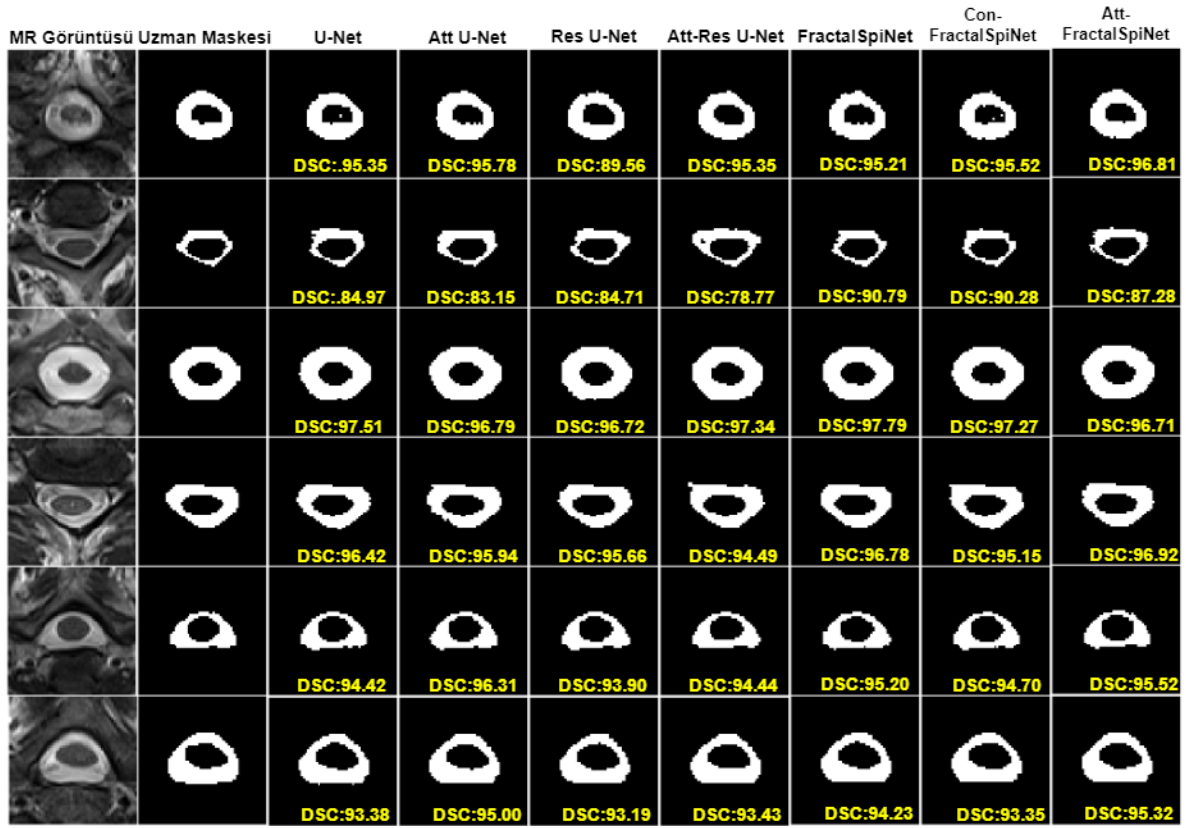 MR Görüntüsü Uzman Maskesi U-Net Att U-Net Res U-Net Att-Res U-Net FractalSpiNet Con-FractalSpiNet Att-FractalSpiNet
DSC:.95.35 DSC:95.78 DSC:89.56 DSC:95.35 DSC:95.21 DSC:95.52 DSC:96.81
DSC:.84.97 DSC:83.15 DSC:84.71 DSC:78.77 DSC:90.79 DSC:90.28 DSC:87.28
DSC:97.51 DSC:96.79 DSC:96.72 DSC:97.34 DSC:97.79 DSC:97.27 DSC:96.71
DSC:96.42 DSC:95.94 DSC:95.66 DSC:94.49 DSC:96.78 DSC:95.15 DSC:96.92
DSC:94.42 DSC:96.31 DSC:93.90 DSC:94.44 DSC:95.20 DSC:94.70 DSC:95.52
DSC:93.38 DSC:95.00 DSC:93.19 DSC:93.43 DSC:94.23 DSC:93.35 DSC:95.32